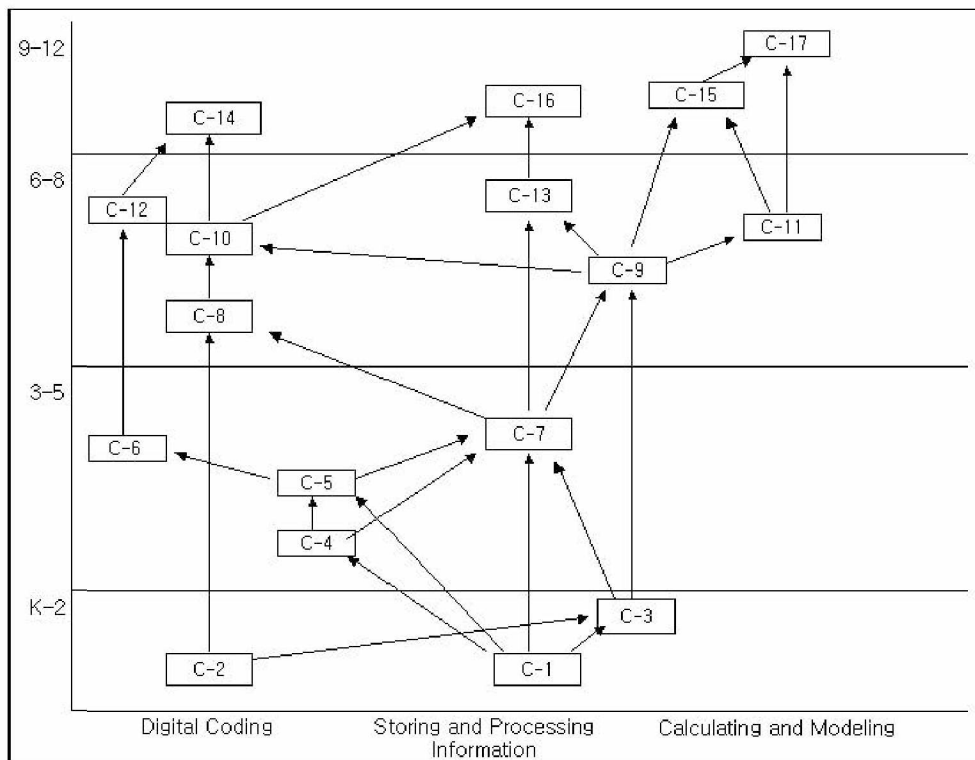 9-12
C-17
C-15
C-16
C-14
6-8
C-13
C-12
C-11
C-10
C-9
C-8
3-5
C-7
C-6
C-5
C-4
K-2
C-3
C-2
C-1
Digital Coding
Storing and Processing
Information
Calculating and Modeling